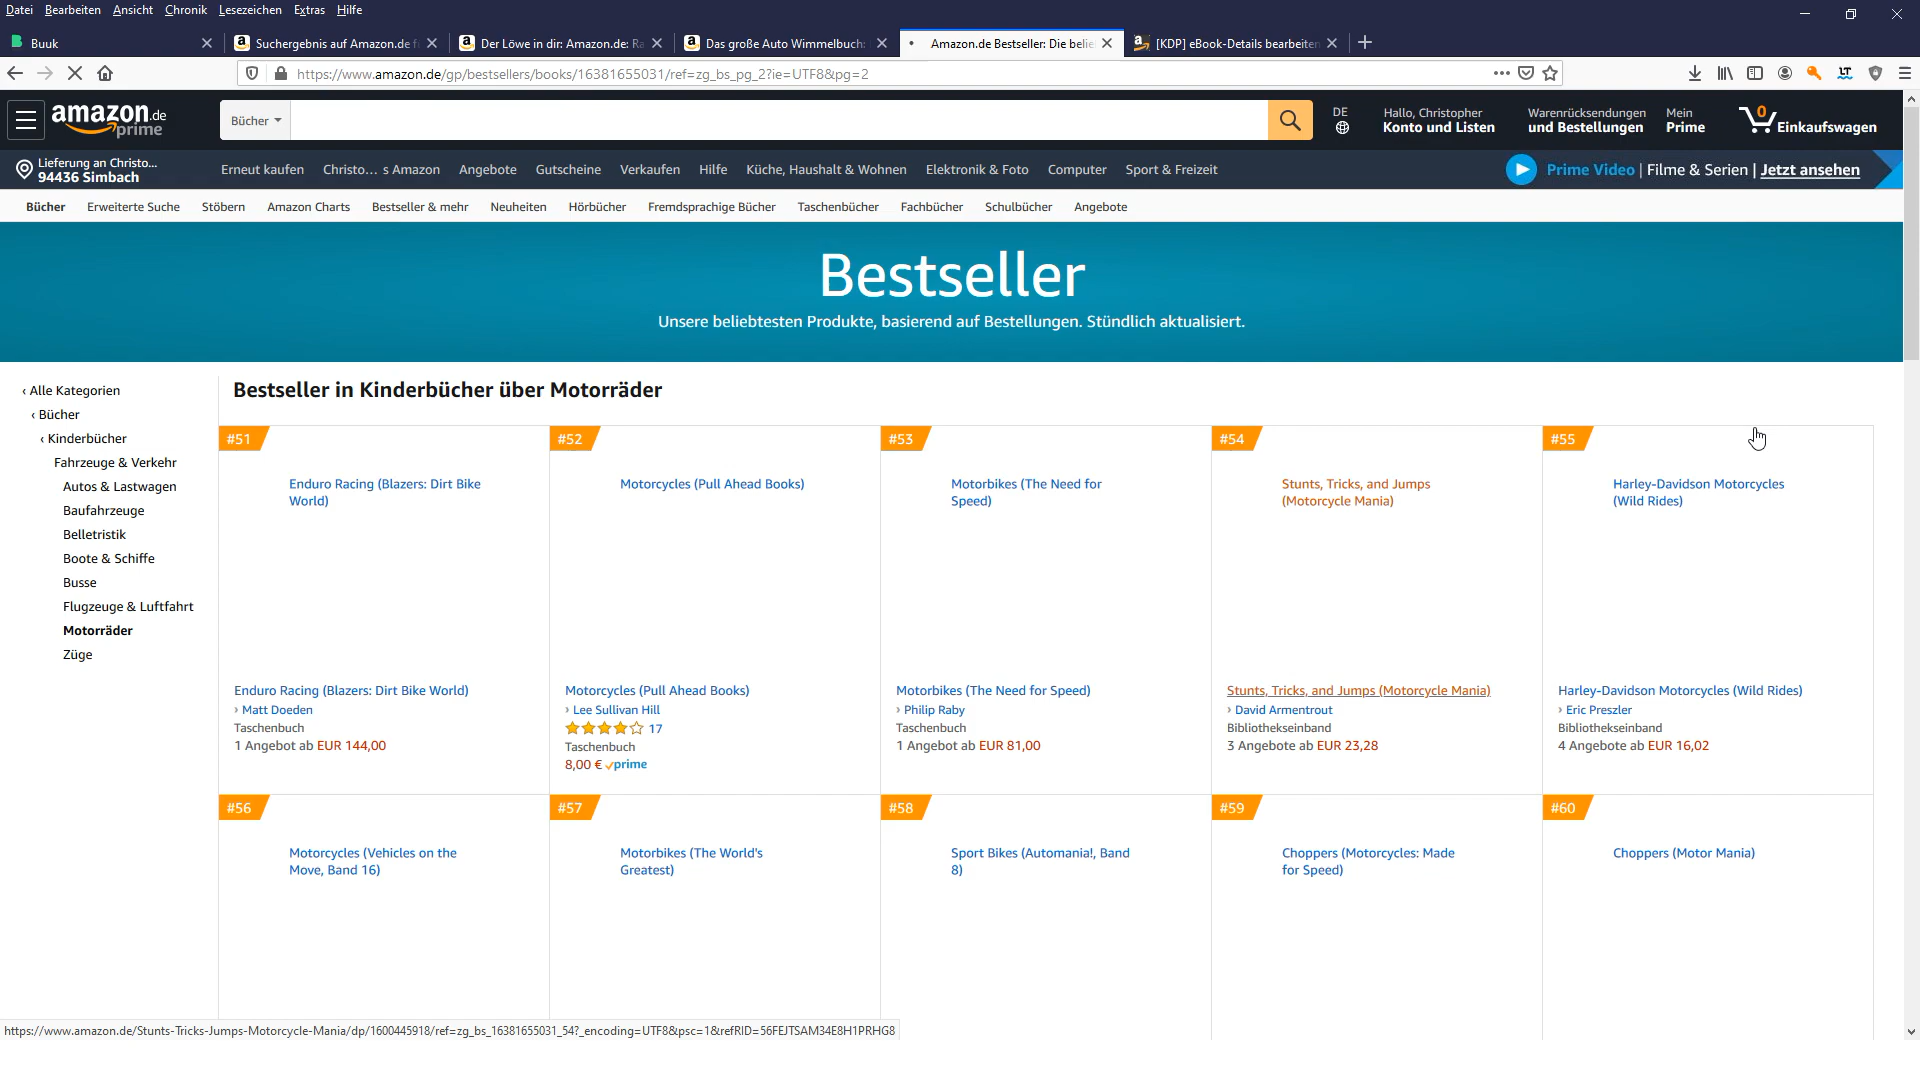 Datei Bearbeiten Ansicht Chronik Lesezeichen Extras Hilfe
Buuk
Suchergebnis auf Amazon.de f
Der Löwe in dir: Amazon.de: Ra
Das große Auto Wimmelbuch:
Amazon.de Bestseller: Die belie
[KDP] eBook-Details bearbeiten
https://www.amazon.de/gp/bestsellers/books/16381655031/ref=zg_bs_pg_2?ie=UTF8&pg=2
amazon.de
prime
Bücher
DE
Hallo, Christopher
Konto und Listen
Warenrücksendungen
und Bestellungen
Mein
Prime
0
Einkaufswagen
Lieferung an Christo...
94436 Simbach
Erneut kaufen Christo... s Amazon Angebote Gutscheine Verkaufen Hilfe Küche, Haushalt & Wohnen Elektronik & Foto Computer Sport & Freizeit
Prime Video | Filme & Serien | Jetzt ansehen
Bücher Erweiterte Suche Stöbern Amazon Charts Bestseller & mehr Neuheiten Hörbücher Fremdsprachige Bücher Taschenbücher Fachbücher Schulbücher Angebote
Bestseller
Unsere beliebtesten Produkte, basierend auf Bestellungen. Stündlich aktualisiert.
‹ Alle Kategorien
‹ Bücher
‹ Kinderbücher
Fahrzeuge & Verkehr
Autos & Lastwagen
Baufahrzeuge
Belletristik
Boote & Schiffe
Busse
Flugzeuge & Luftfahrt
Motorräder
Züge
Bestseller in Kinderbücher über Motorräder
#51
Enduro Racing (Blazers: Dirt Bike
World)
Enduro Racing (Blazers: Dirt Bike World)
› Matt Doeden
Taschenbuch
1 Angebot ab EUR 144,00
#52
Motorcycles (Pull Ahead Books)
Motorcycles (Pull Ahead Books)
› Lee Sullivan Hill
17
Taschenbuch
8,00 € prime
#53
Motorbikes (The Need for
Speed)
Motorbikes (The Need for Speed)
› Philip Raby
Taschenbuch
1 Angebot ab EUR 81,00
#54
Stunts, Tricks, and Jumps
(Motorcycle Mania)
Stunts, Tricks, and Jumps (Motorcycle Mania)
› David Armentrout
Bibliothekseinband
3 Angebote ab EUR 23,28
#55
Harley-Davidson Motorcycles
(Wild Rides)
Harley-Davidson Motorcycles (Wild Rides)
› Eric Preszler
Bibliothekseinband
4 Angebote ab EUR 16,02
#56
Motorcycles (Vehicles on the
Move, Band 16)
#57
Motorbikes (The World's
Greatest)
#58
Sport Bikes (Automania!, Band
8)
#59
Choppers (Motorcycles: Made
for Speed)
#60
Choppers (Motor Mania)
https://www.amazon.de/Stunts-Tricks-Jumps-Motorcycle-Mania/dp/1600445918/ref=zg_bs_16381655031_54?_encoding=UTF8&psc=1&refRID=56FEJTSAM34E8H1PRHG8